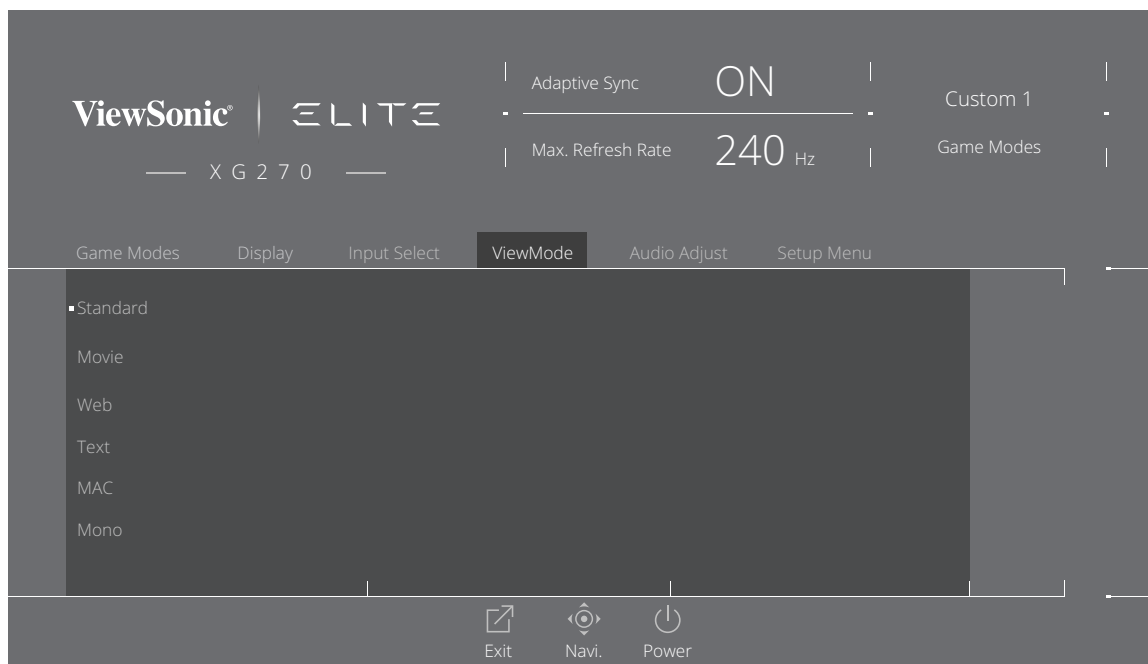 ViewSonic® ELITE
XG270
Adaptive Sync ON
Max. Refresh Rate 240 Hz
Custom 1
Game Modes
Game Modes Display Input Select ViewMode Audio Adjust Setup Menu
Standard
Movie
Web
Text
MAC
Mono
Exit Navi. Power